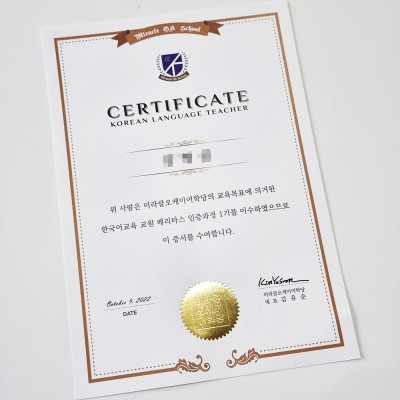 Miracle OA School
CERTIFICATE
KOREAN LANGUAGE TEACHER
위 사람은 미라클오케이어학당의 교육목표에 의거한
한국어교육 교원 베리타스 인증과정 1기를 이수하였으므로
이 증서를 수여합니다.
October 9, 2022
DATE
KimYuSoon
미라클오케이어학당
대표 김유순